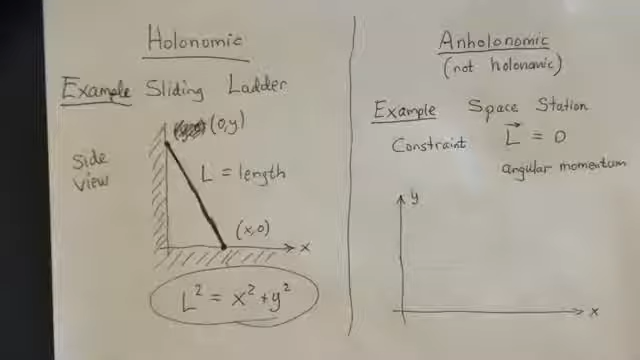 Holonomic
Example Sliding Ladder
(0,y)
Side
view
L = length
(x,0)
x
L² = x² + y²
Anholonomic
(not holonomic)
Example Space Station
Constraint L⃗ = 0
angular momentum
y
x